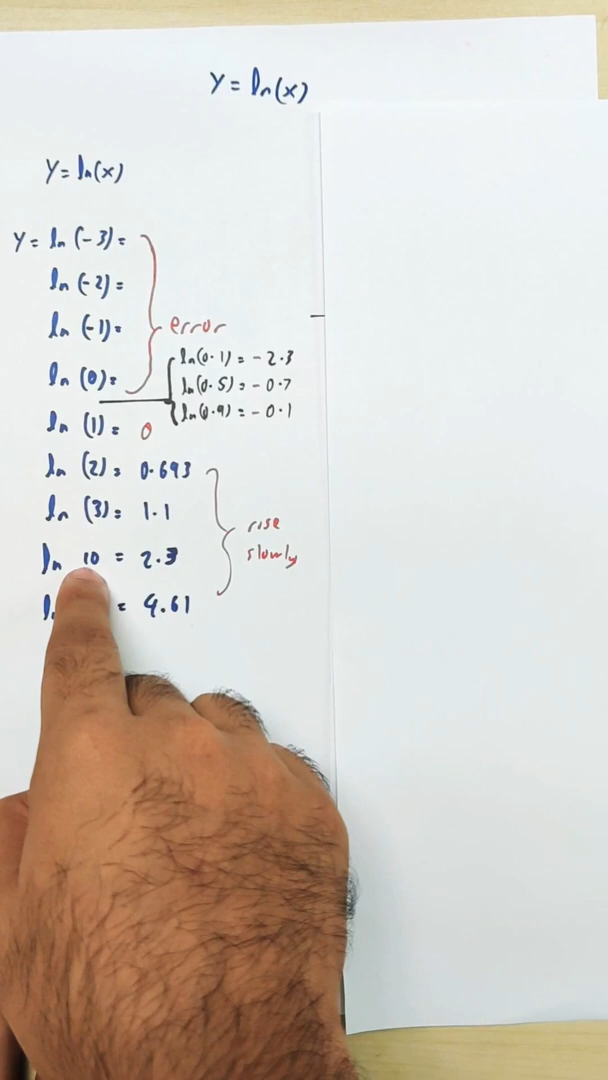 y = ln(x)
y = ln(x)
y = ln (-3) =
ln (-2) =
ln (-1) =
error
ln (0) =
ln(0.1) = -2.3
ln(0.5) = -0.7
ln(0.9) = -0.1
ln (1) = 0
ln (2) = 0.693
ln (3) = 1.1
rise
slowly
ln 10 = 2.3
= 4.61